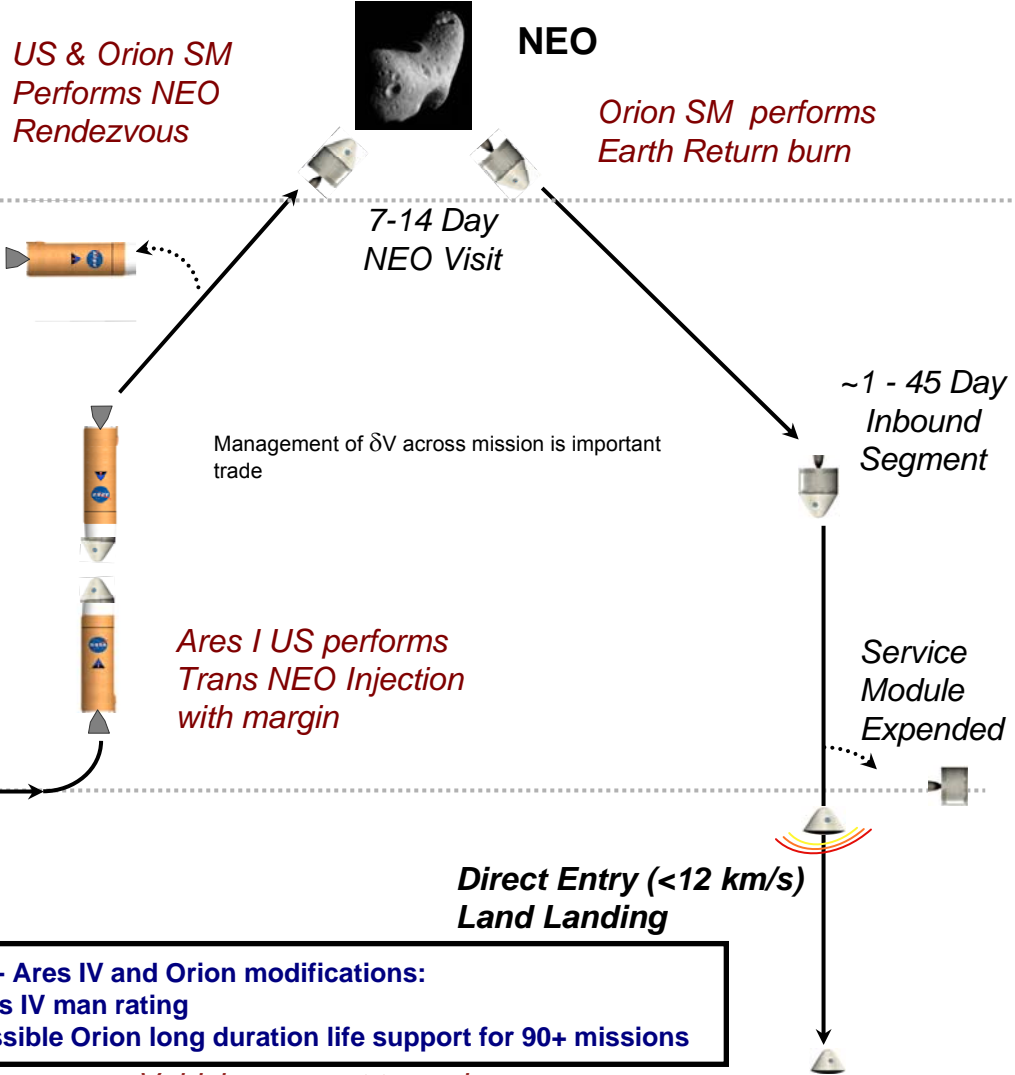 US & Orion SM
Performs NEO
Rendezvous
NEO
Orion SM performs
Earth Return burn
7-14 Day
NEO Visit
~1 - 45 Day
Inbound
Segment
Management of δV across mission is important
trade
Ares I US performs
Trans NEO Injection
with margin
Service
Module
Expended
Direct Entry (<12 km/s)
Land Landing
- Ares IV and Orion modifications:
s IV man rating
ssible Orion long duration life support for 90+ missions